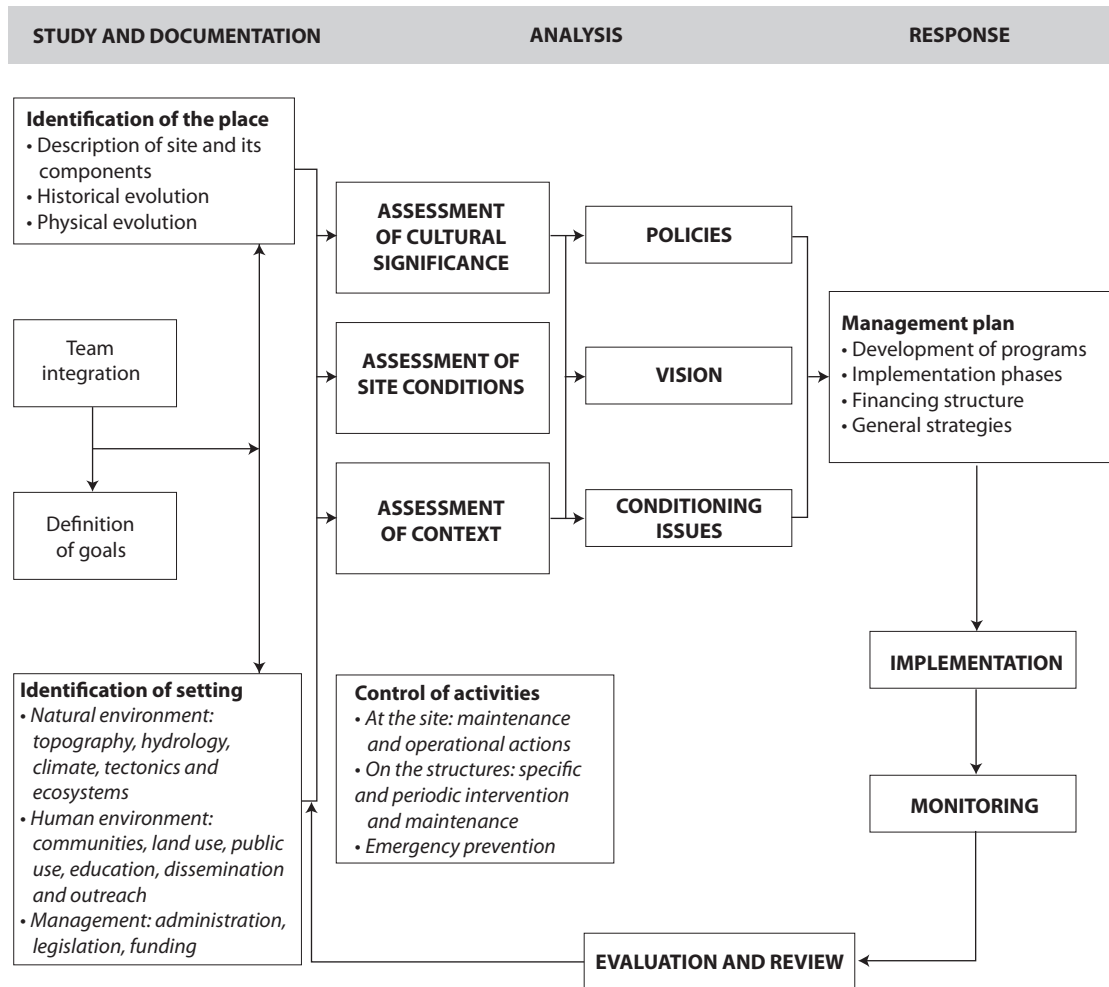 STUDY AND DOCUMENTATION
ANALYSIS
RESPONSE
Identification of the place
• Description of site and its
components
• Historical evolution
• Physical evolution
Team
integration
Definition
of goals
Identification of setting
• Natural environment:
topography, hydrology,
climate, tectonics and
ecosystems
• Human environment:
communities, land use, public
use, education, dissemination
and outreach
• Management: administration,
legislation, funding
ASSESSMENT
OF CULTURAL
SIGNIFICANCE
ASSESSMENT OF
SITE CONDITIONS
ASSESSMENT
OF CONTEXT
Control of activities
• At the site: maintenance
and operational actions
• On the structures: specific
and periodic intervention
and maintenance
• Emergency prevention
POLICIES
VISION
CONDITIONING
ISSUES
Management plan
• Development of programs
• Implementation phases
• Financing structure
• General strategies
IMPLEMENTATION
MONITORING
EVALUATION AND REVIEW